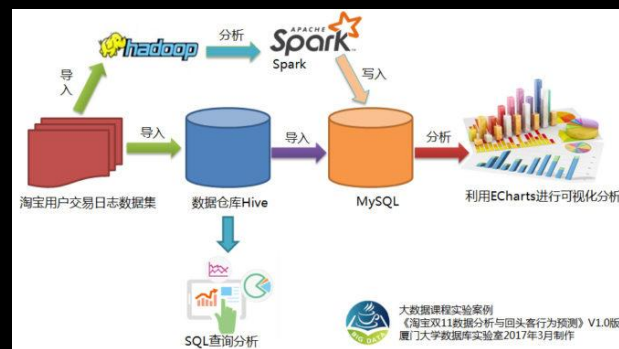 hadoop
分析
APACHE
Spark
Spark
导入
写入
导入
导入
分析
淘宝用户交易日志数据集
数据仓库Hive
MySQL
利用ECharts进行可视化分析
SQL查询分析
大数据课程实验案例
《淘宝双11数据分析与回头客行为预测》V1.0版
厦门大学数据库实验室2017年3月制作
BIG DATA